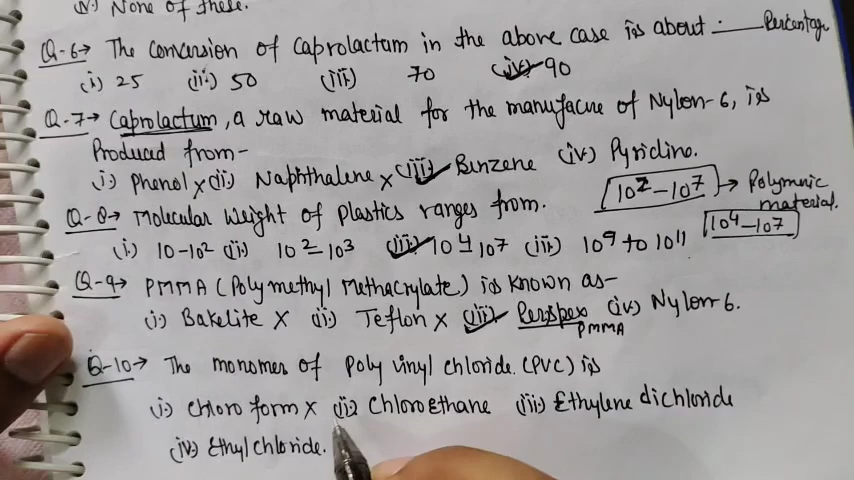 (iv) None of these.
Q-6→ The conversion of caprolactum in the above case is about :— Percentage
(i) 25 (ii) 50 (iii) 70 (iv) 90
Q-7→ Caprolactum, a raw material for the manufacue of Nylon-6, is
Produced from-
(i) Phenol x (ii) Naphthalene x (iii) Benzene (iv) Pyridine.
Q-8→ Molecular Weight of Plastics ranges from.
10²-10⁷ → Polymeric material.
(i) 10-10² (ii) 10²-10³ (iii) 10⁴-10⁷ (iii) 10⁹ to 10¹¹
10⁴-10⁷
Q-9→ PMMA (Polymethyl Methacrylate) is known as-
(i) Bakelite x (ii) Teflon x (iii) Perspex (iv) Nylon-6.
PMMA
Q-10→ The monomer of Poly vinyl chloride. (PVC) is
(i) Chloro form x (ii) ChloroEthane (iii) Ethylene dichloride
(iv) Ethyl chloride.